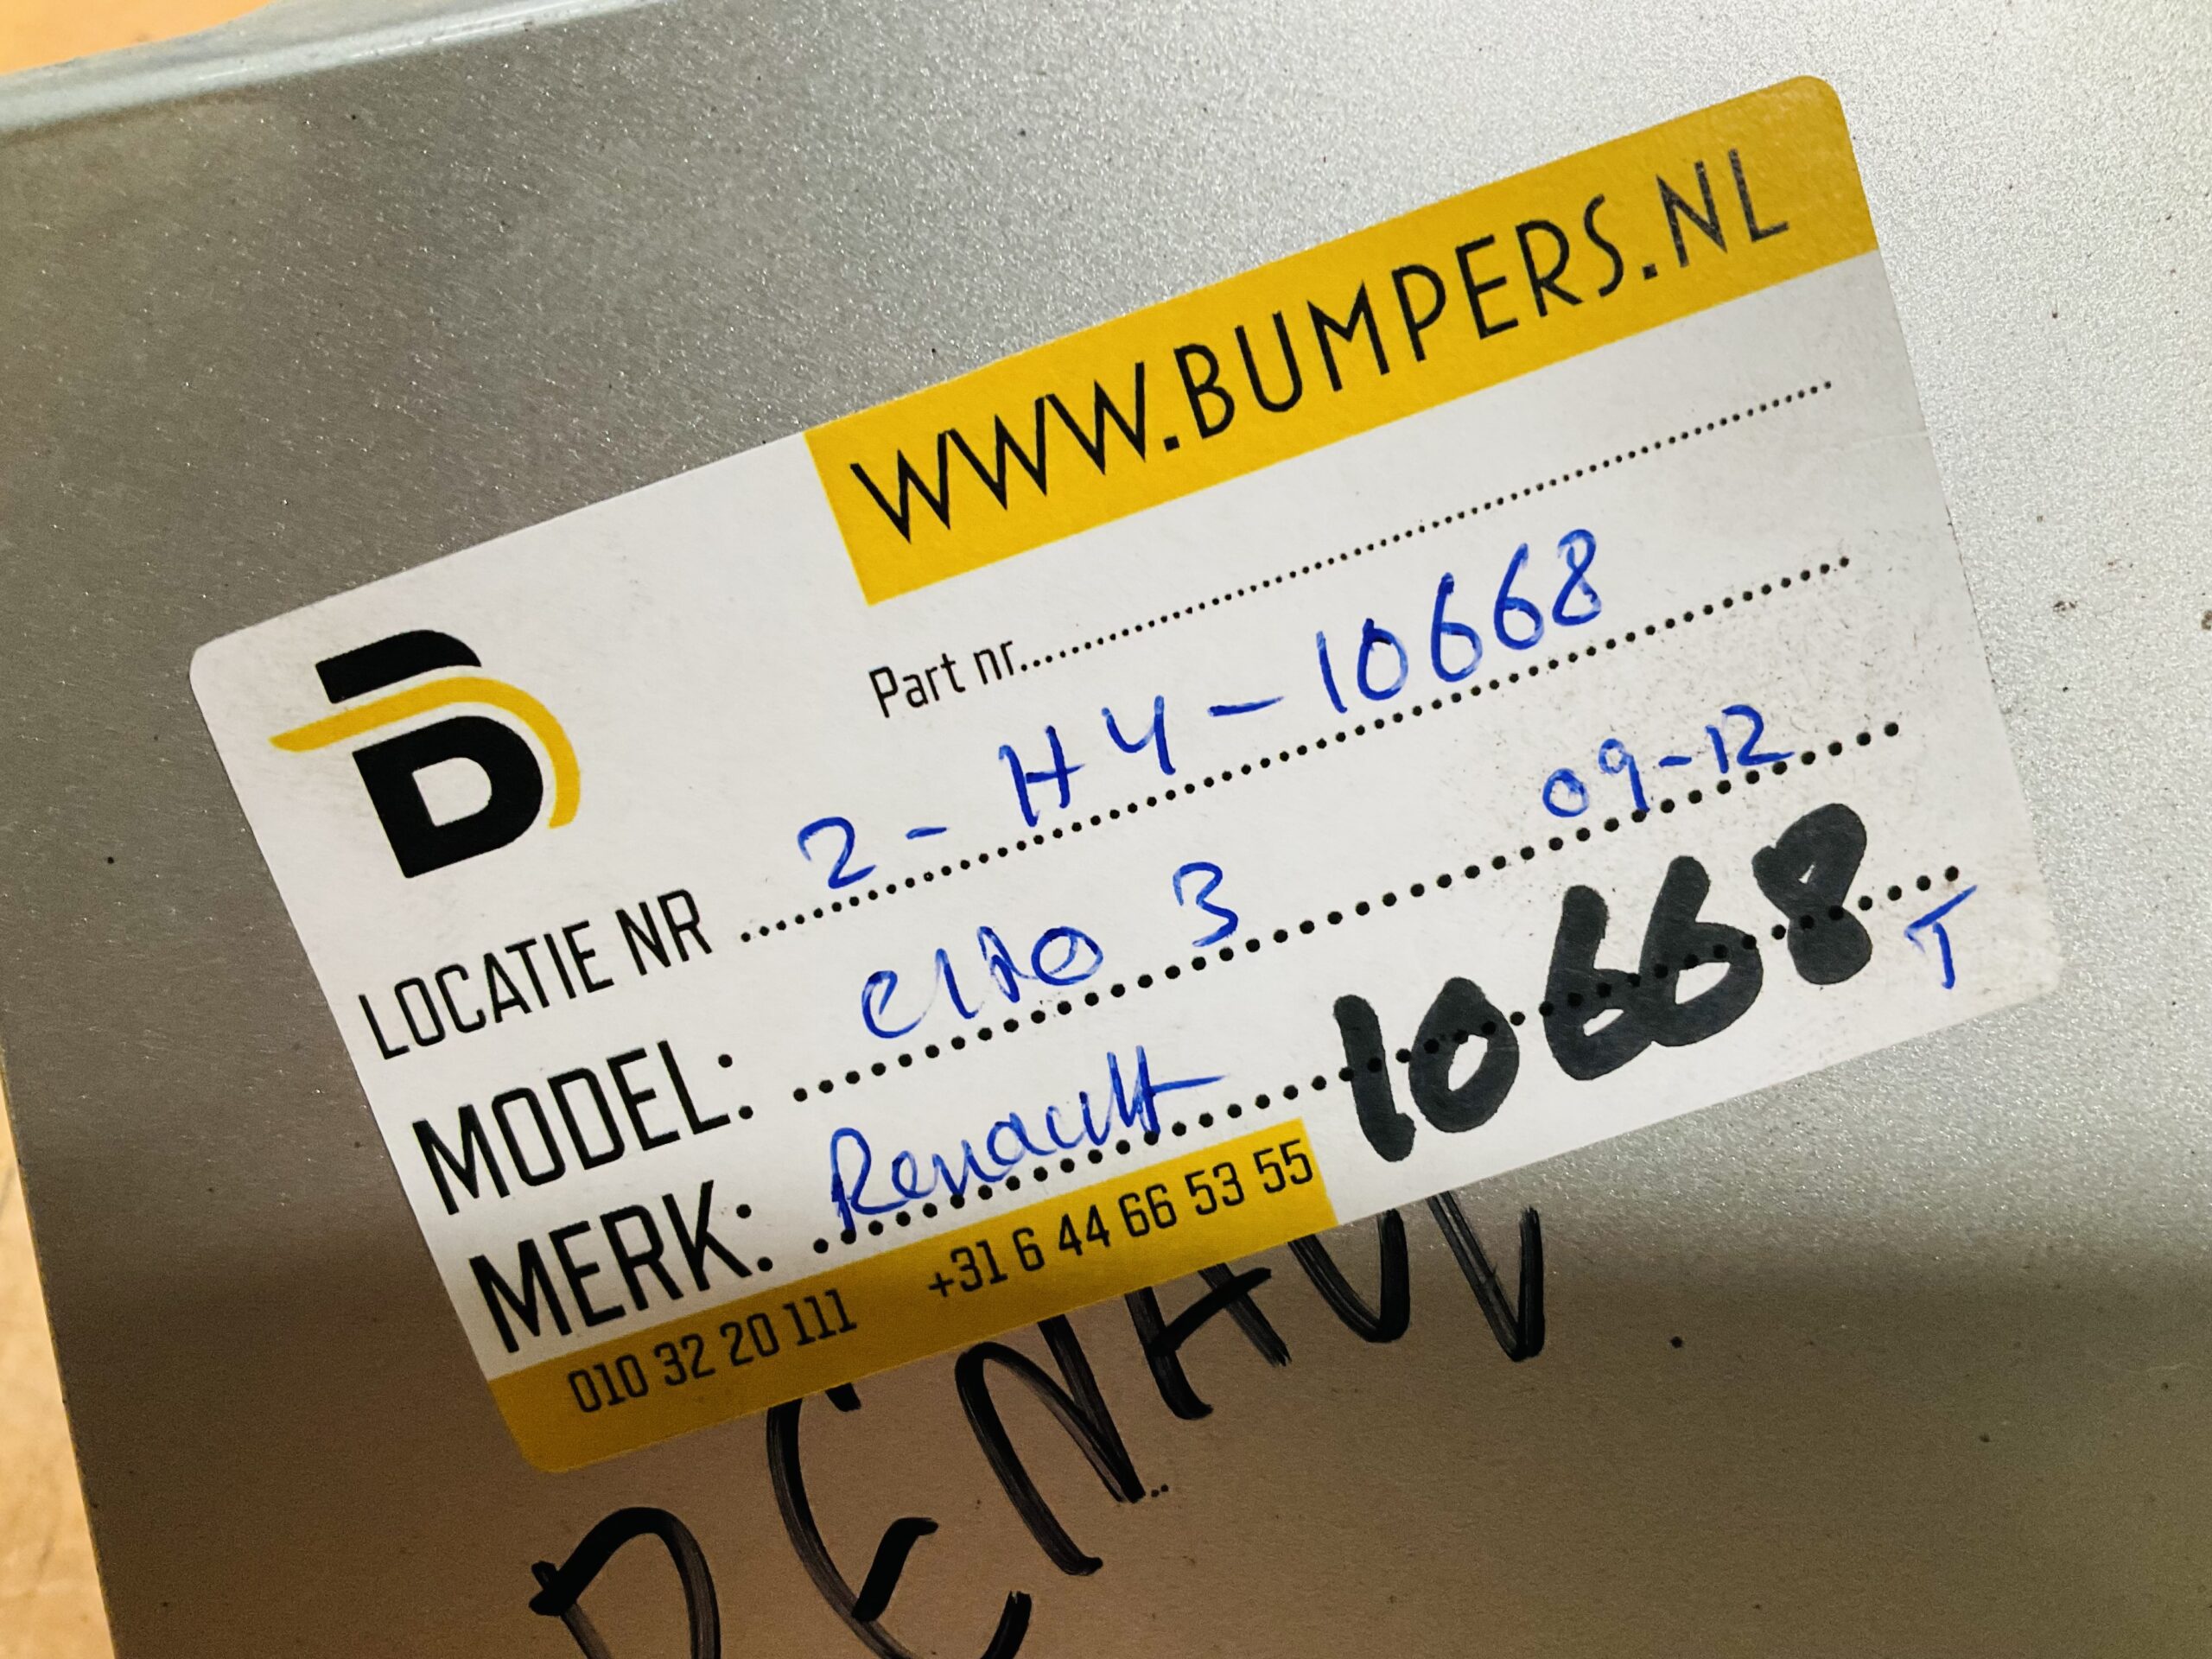 WWW.BUMPERS.NL
Part nr.
LOCATIE NR 2 - H4 - 10668
MODEL: Clio 3 09-12
MERK: Renault 10668 T
010 32 20 111 +31 6 44 66 53 55
RENAUL